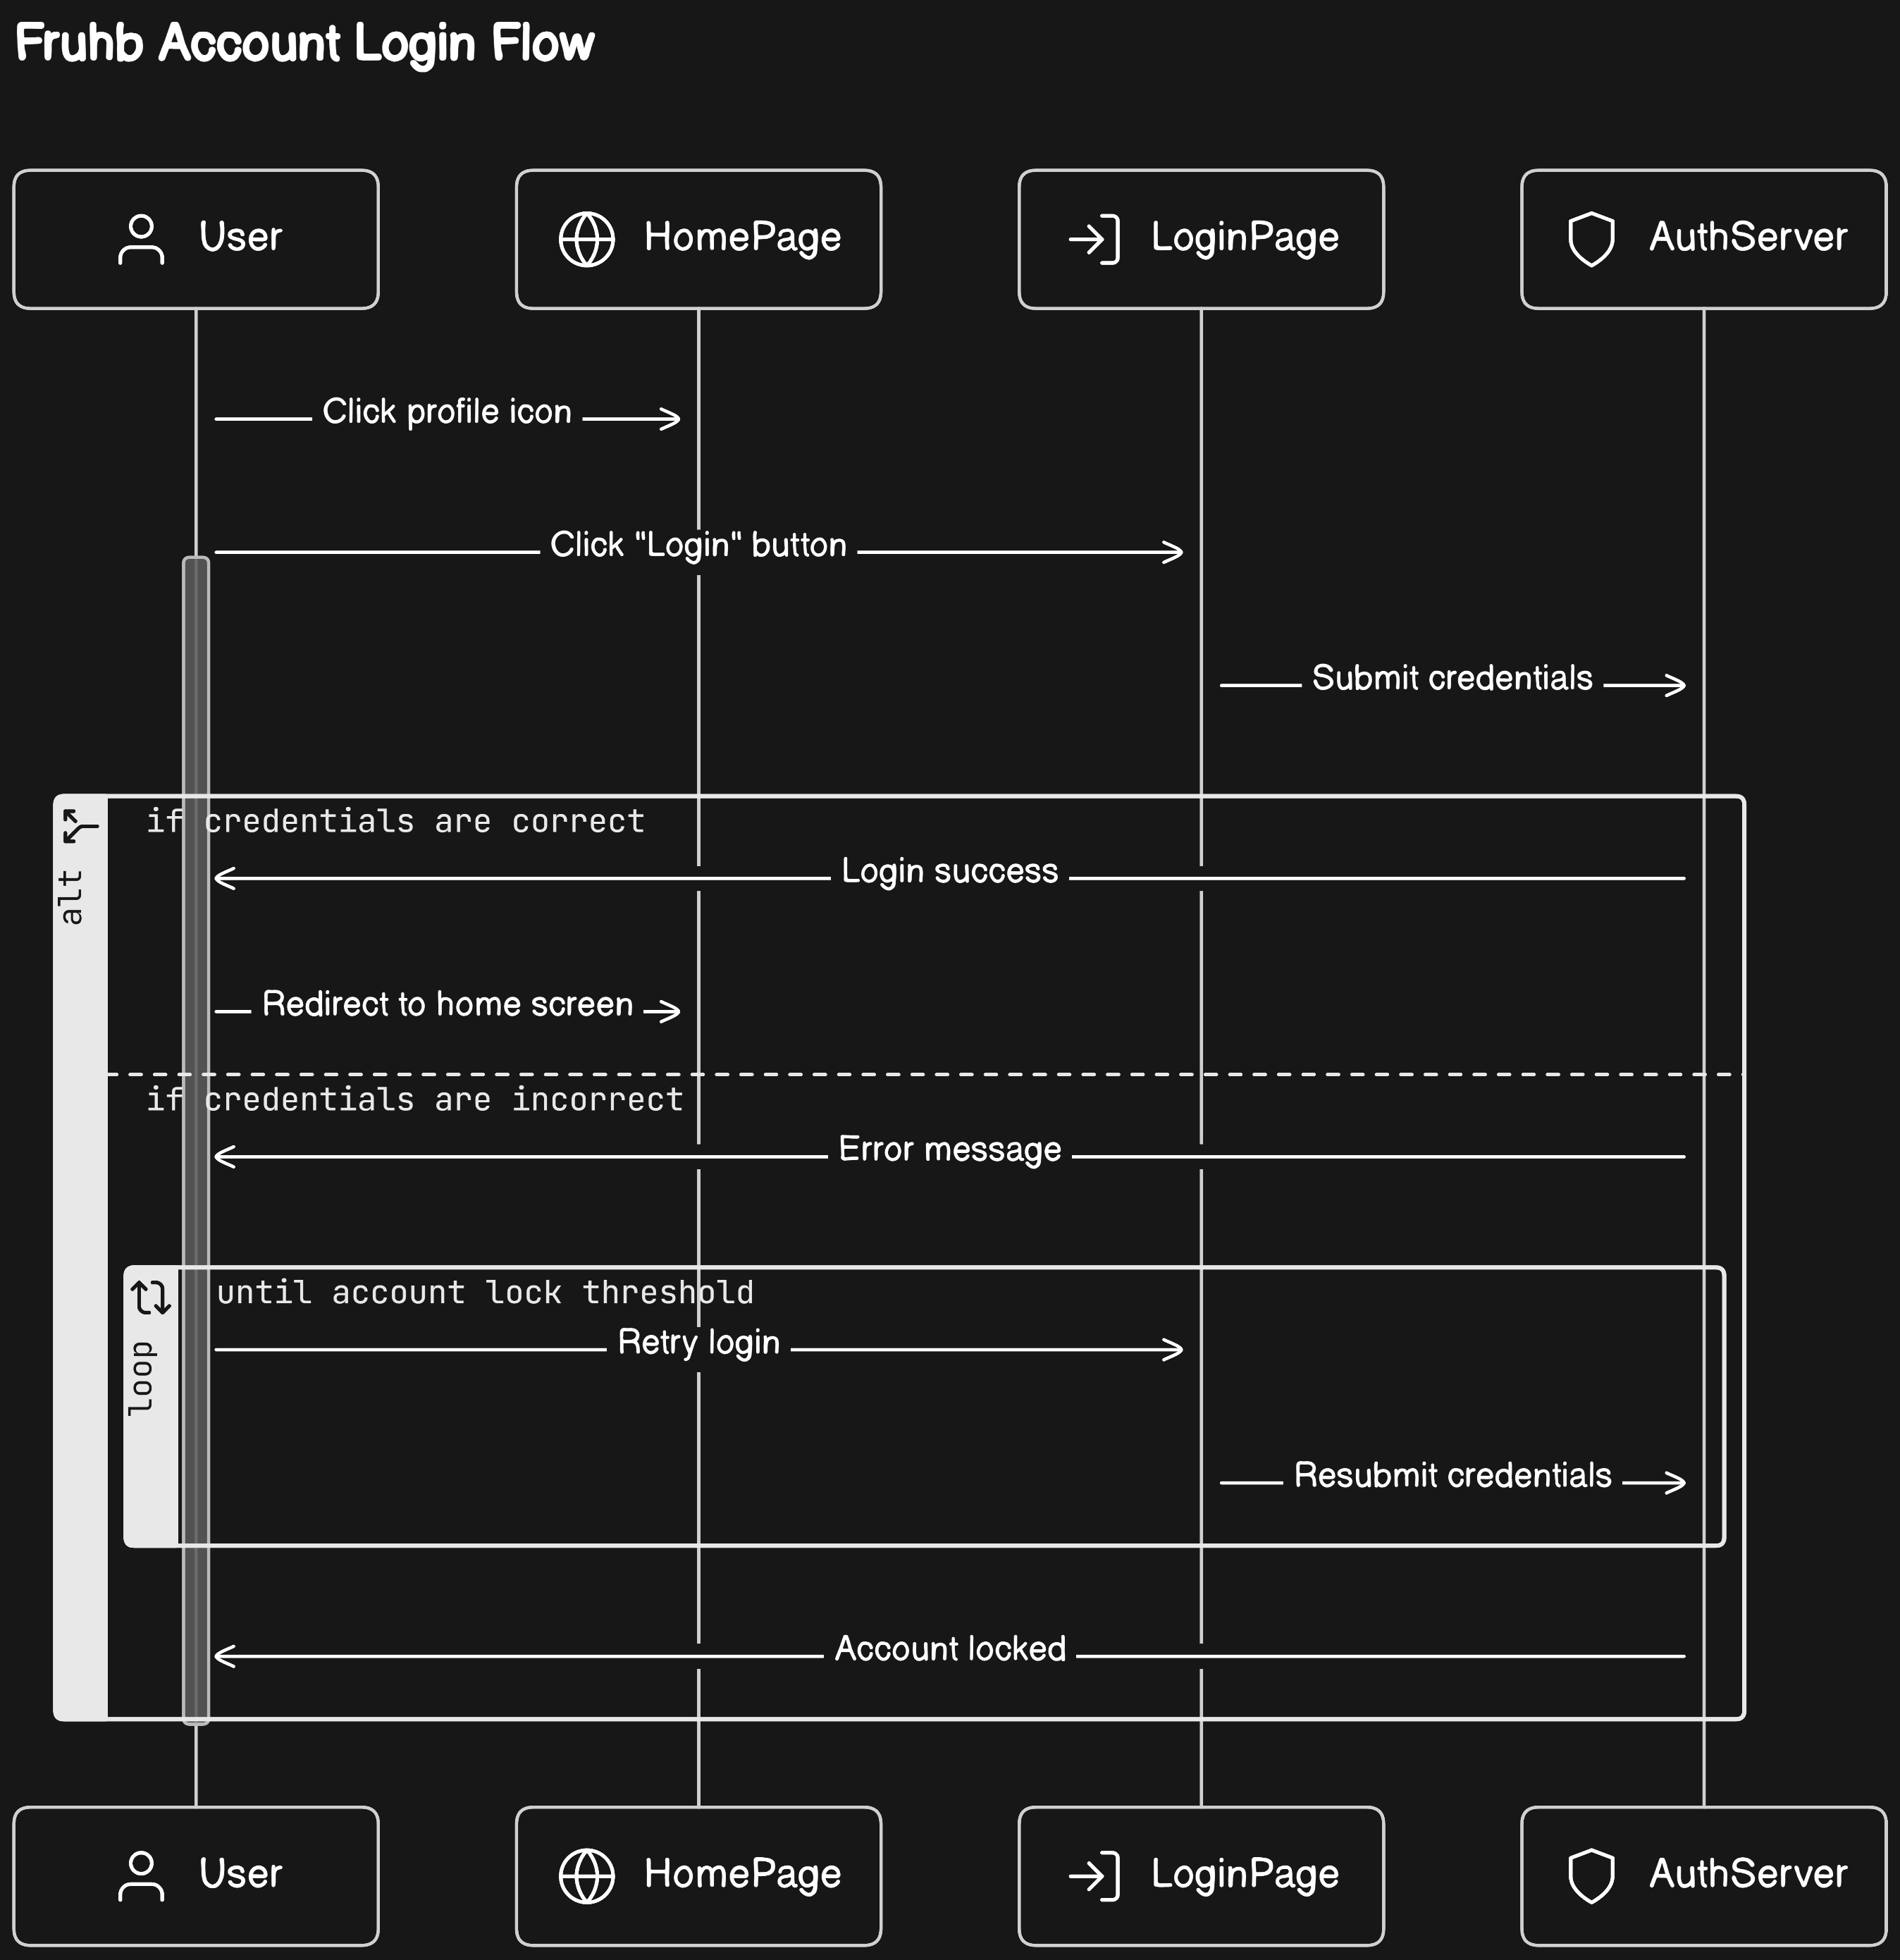 Fruhb Account Login Flow
User
HomePage
LoginPage
AuthServer
Click profile icon
Click "Login" button
Submit credentials
alt
if credentials are correct
Login success
Redirect to home screen
if credentials are incorrect
Error message
loop
until account lock threshold
Retry login
Resubmit credentials
Account locked
User
HomePage
LoginPage
AuthServer